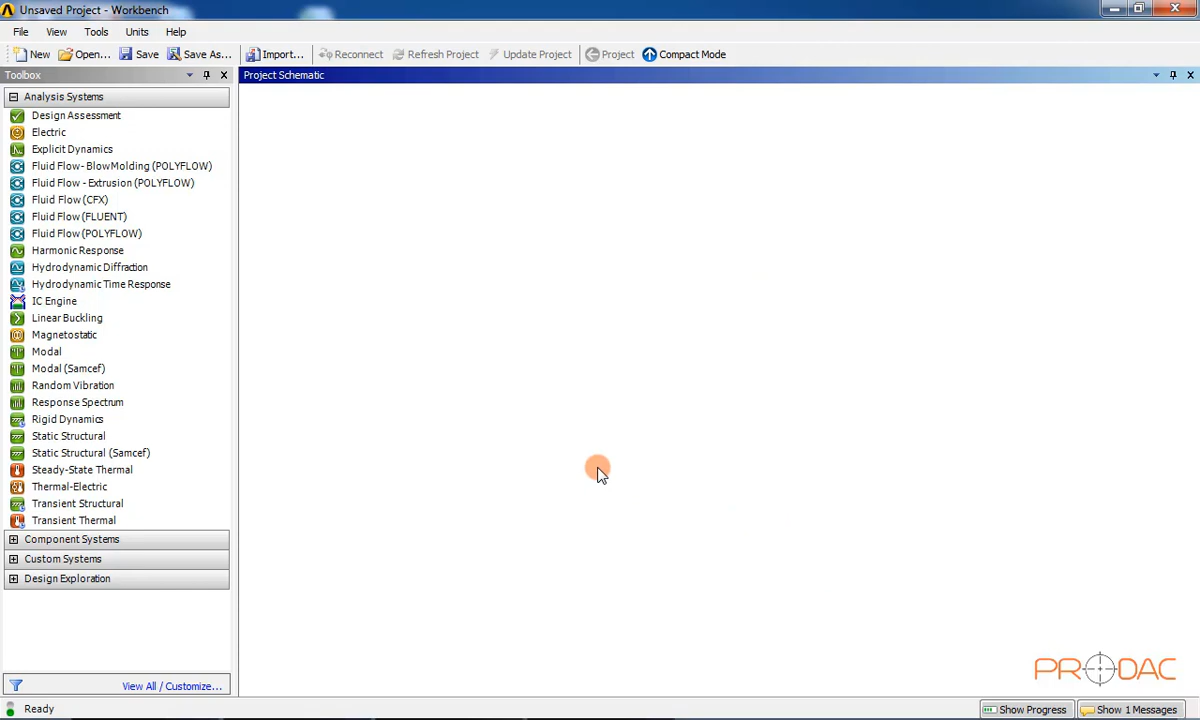 Unsaved Project - Workbench
File View Tools Units Help
New Open... Save Save As... Import... Reconnect Refresh Project Update Project Project Compact Mode
Toolbox
Project Schematic
Analysis Systems
Design Assessment
Electric
Explicit Dynamics
Fluid Flow- BlowMolding (POLYFLOW)
Fluid Flow - Extrusion (POLYFLOW)
Fluid Flow (CFX)
Fluid Flow (FLUENT)
Fluid Flow (POLYFLOW)
Harmonic Response
Hydrodynamic Diffraction
Hydrodynamic Time Response
IC Engine
Linear Buckling
Magnetostatic
Modal
Modal (Samcef)
Random Vibration
Response Spectrum
Rigid Dynamics
Static Structural
Static Structural (Samcef)
Steady-State Thermal
Thermal-Electric
Transient Structural
Transient Thermal
Component Systems
Custom Systems
Design Exploration
PRODAC
View All / Customize...
Ready
Show Progress Show 1 Messages